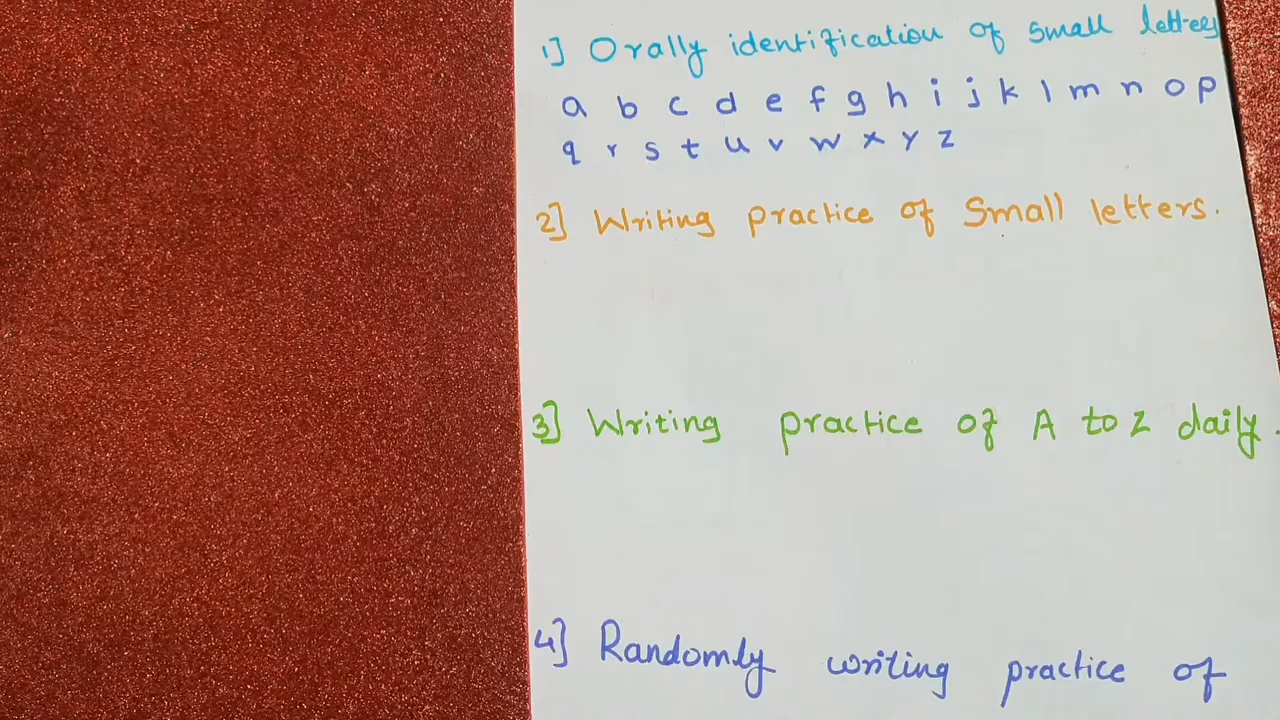 1] Orally identification of small letters
a b c d e f g h i j k l m n o p
q r s t u v w x y z
2] Writing practice of Small letters.
3] Writing practice of A to Z daily.
4] Randomly writing practice of